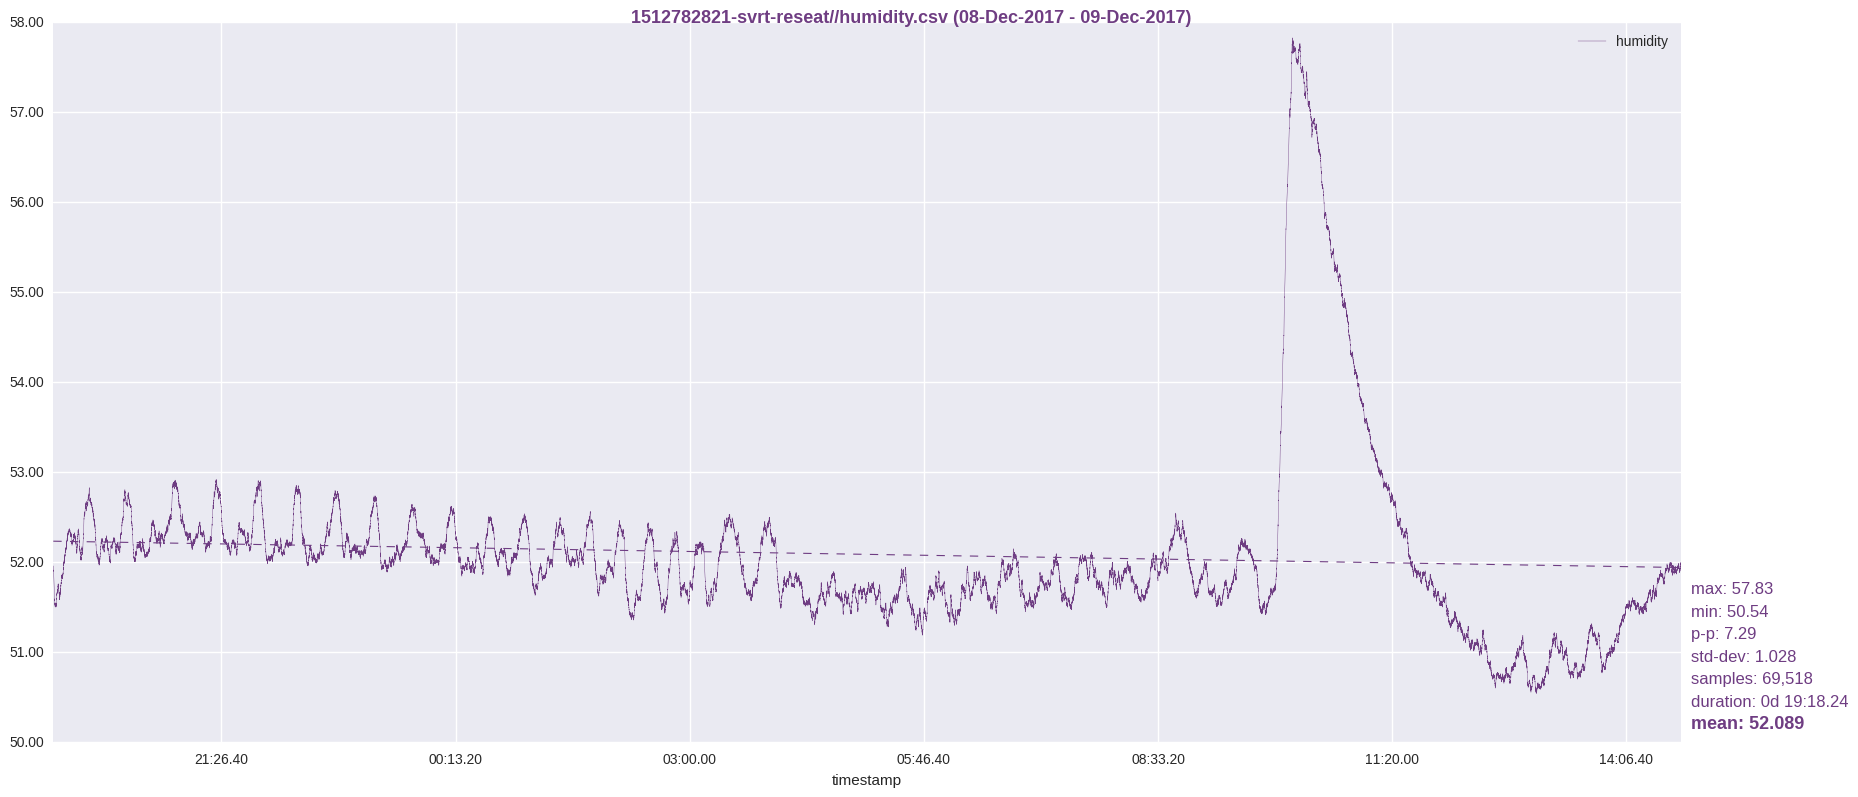 1512782821-svrt-reseat//humidity.csv (08-Dec-2017 - 09-Dec-2017)
humidity
58.00
57.00
56.00
55.00
54.00
53.00
52.00
51.00
50.00
21:26.40 00:13.20 03:00.00 05:46.40 08:33.20 11:20.00 14:06.40
timestamp
max: 57.83
min: 50.54
p-p: 7.29
std-dev: 1.028
samples: 69,518
duration: 0d 19:18.24
mean: 52.089